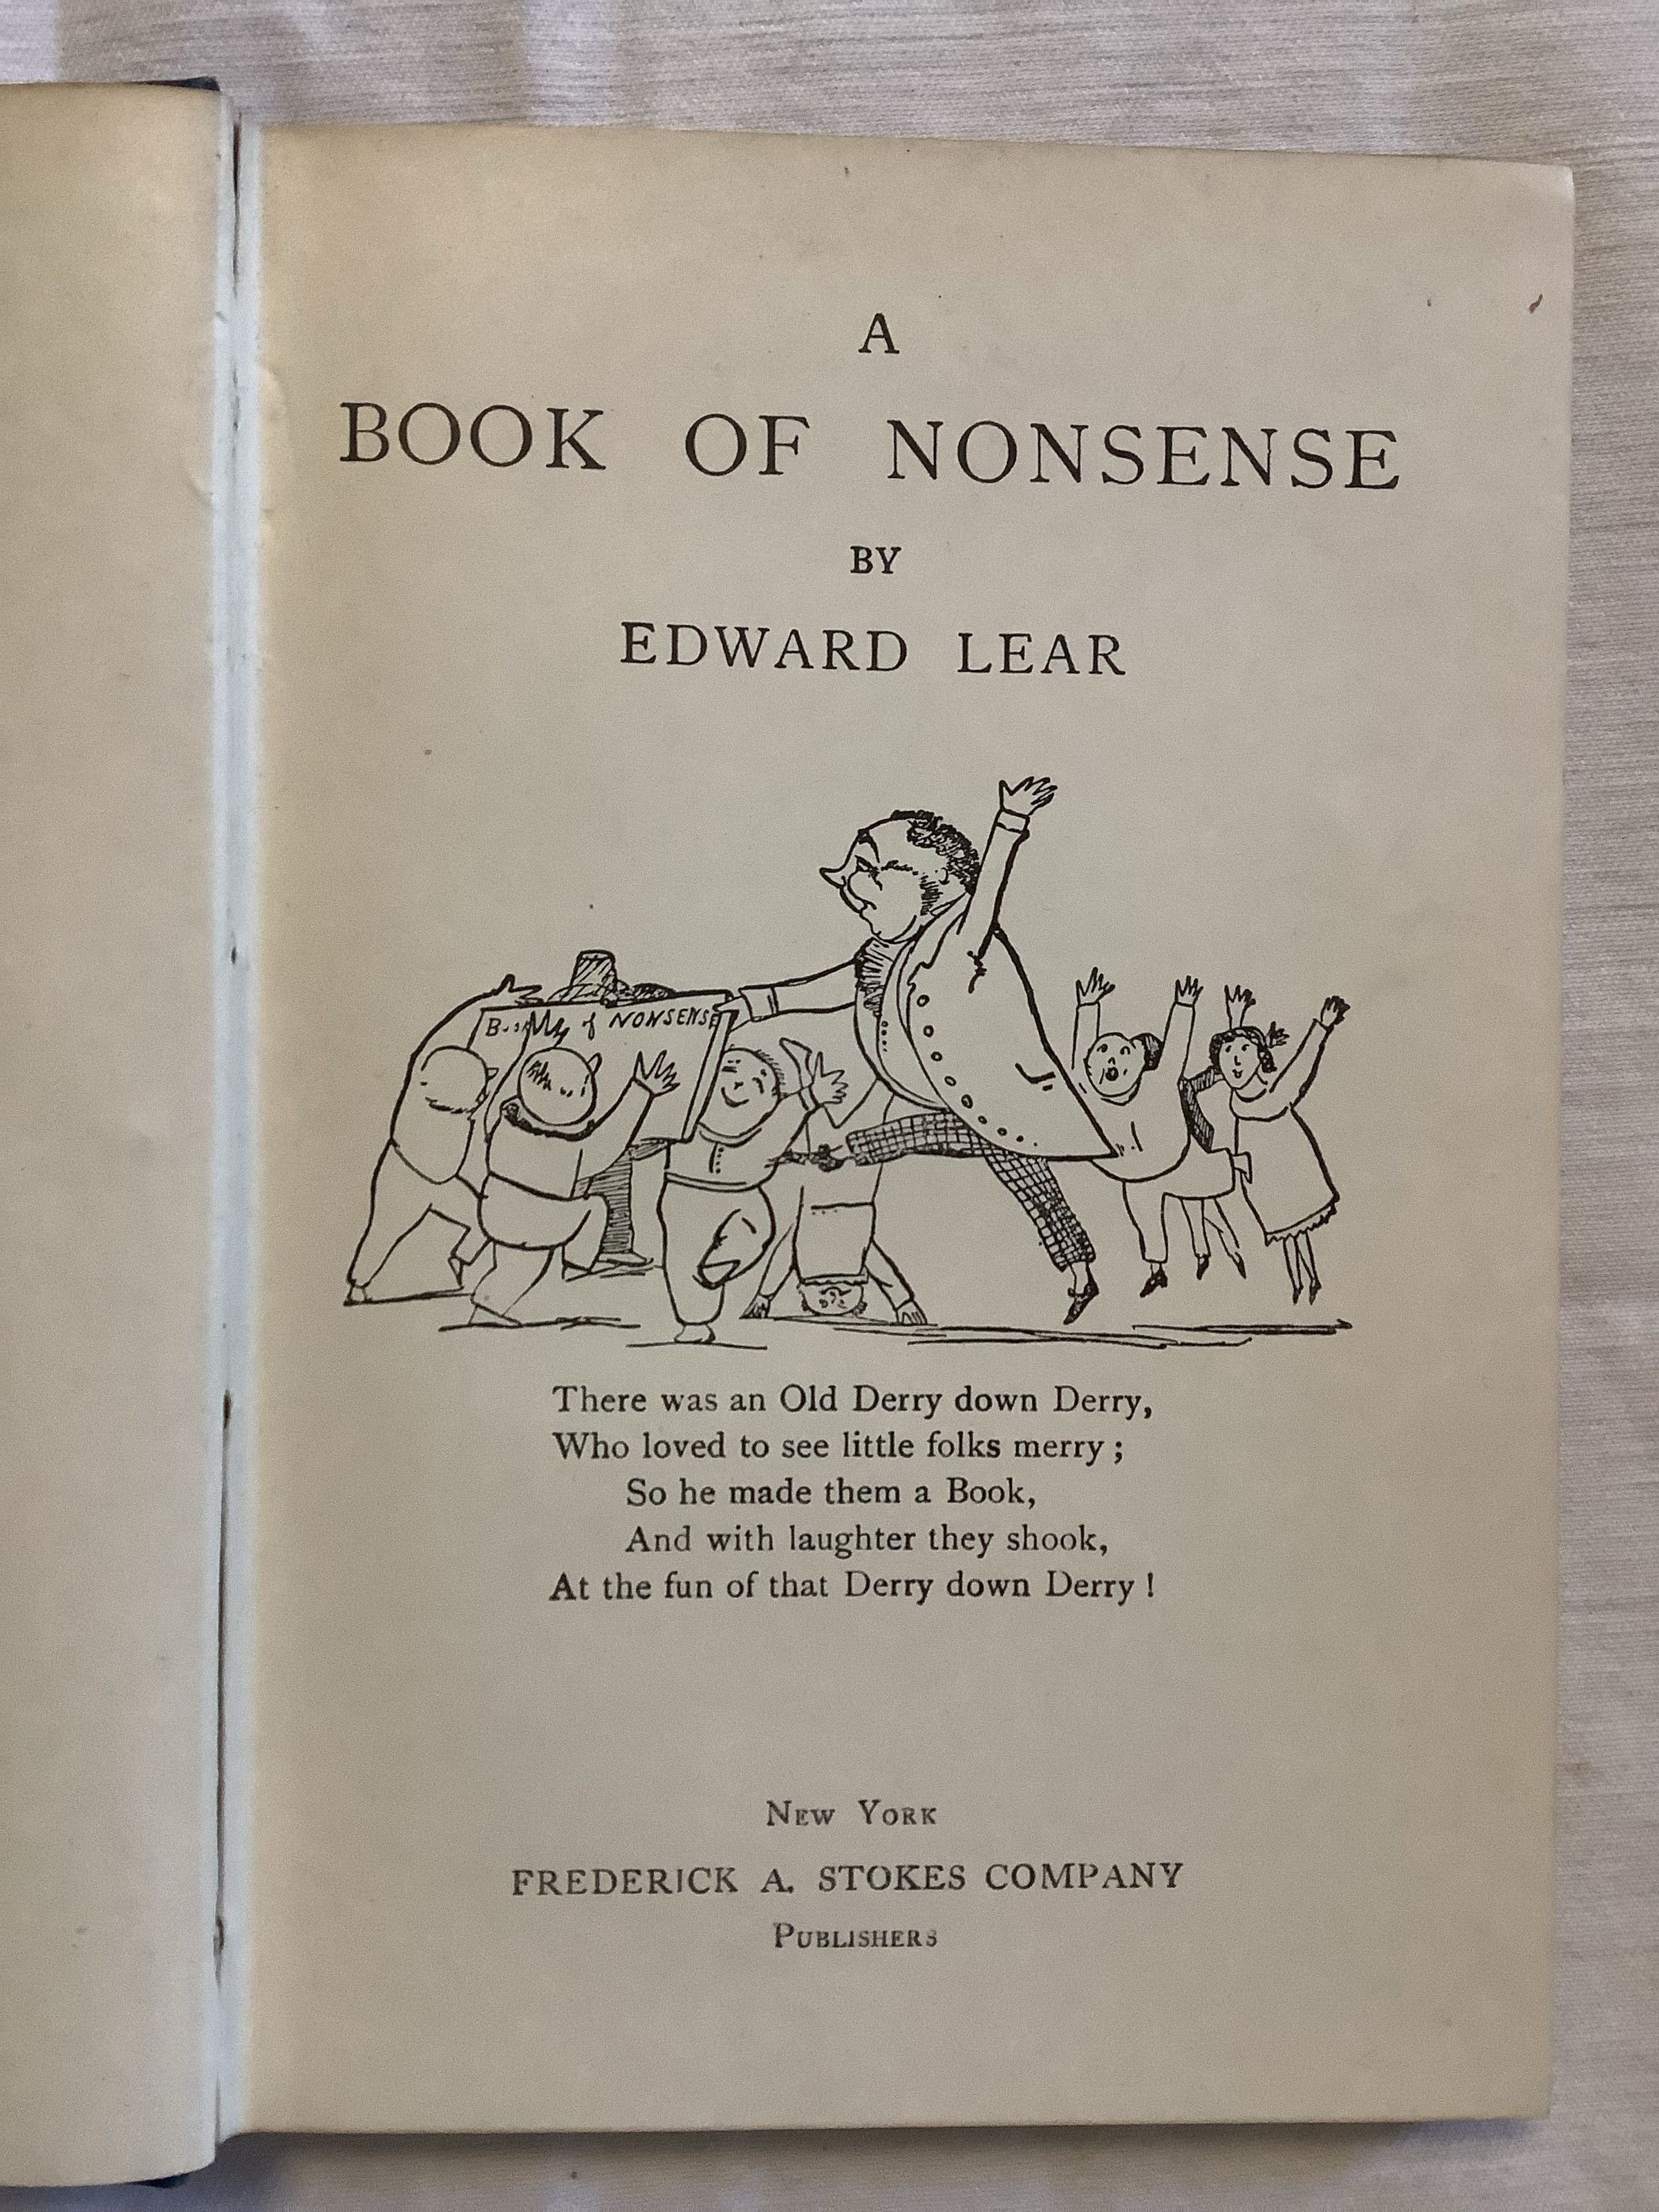 A
BOOK OF NONSENSE
BY
EDWARD LEAR
of NONSENSE
There was an Old Derry down Derry,
Who loved to see little folks merry ;
So he made them a Book,
And with laughter they shook,
At the fun of that Derry down Derry !
NEW YORK
FREDERICK A. STOKES COMPANY
PUBLISHERS